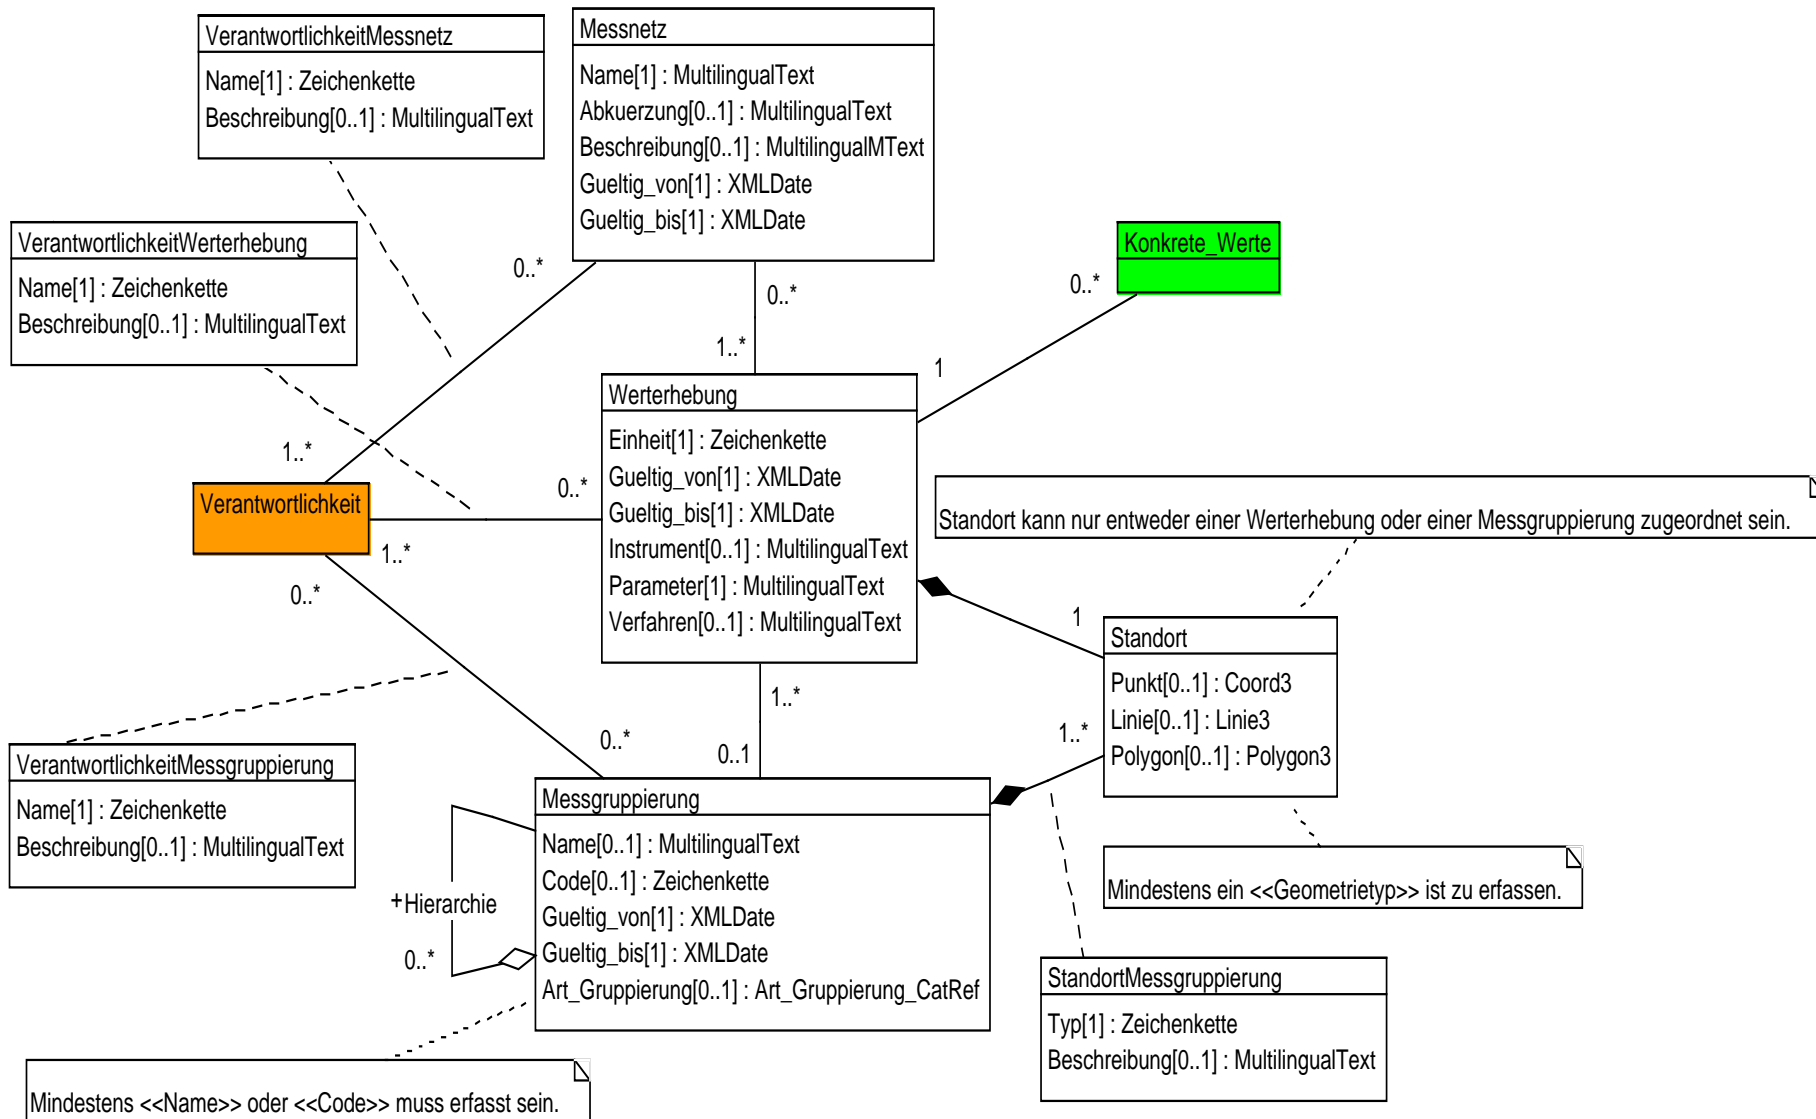 VerantwortlichkeitMessnetz
Name[1] : Zeichenkette
Beschreibung[0..1] : MultilingualText
Messnetz
Name[1] : MultilingualText
Abkuerzung[0..1] : MultilingualText
Beschreibung[0..1] : MultilingualMText
Gueltig_von[1] : XMLDate
Gueltig_bis[1] : XMLDate
VerantwortlichkeitWerterhebung
Name[1] : Zeichenkette
Beschreibung[0..1] : MultilingualText
Konkrete_Werte
0..*
0..*
0..*
1..*
1
Werterhebung
Einheit[1] : Zeichenkette
Gueltig_von[1] : XMLDate
Gueltig_bis[1] : XMLDate
Instrument[0..1] : MultilingualText
Parameter[1] : MultilingualText
Verfahren[0..1] : MultilingualText
1..*
0..*
Verantwortlichkeit
1..*
0..*
Standort kann nur entweder einer Werterhebung oder einer Messgruppierung zugeordnet sein.
1
Standort
Punkt[0..1] : Coord3
Linie[0..1] : Linie3
Polygon[0..1] : Polygon3
1..*
1..*
0..*
0..1
VerantwortlichkeitMessgruppierung
Name[1] : Zeichenkette
Beschreibung[0..1] : MultilingualText
Messgruppierung
Name[0..1] : MultilingualText
Code[0..1] : Zeichenkette
Gueltig_von[1] : XMLDate
Gueltig_bis[1] : XMLDate
Art_Gruppierung[0..1] : Art_Gruppierung_CatRef
+Hierarchie
0..*
Mindestens ein <<Geometrietyp>> ist zu erfassen.
StandortMessgruppierung
Typ[1] : Zeichenkette
Beschreibung[0..1] : MultilingualText
Mindestens <<Name>> oder <<Code>> muss erfasst sein.